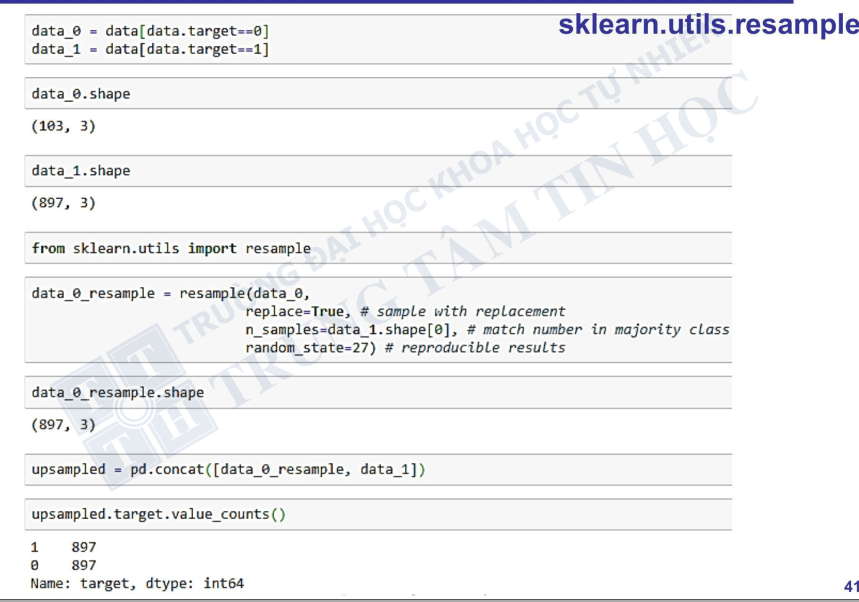 sklearn.utils.resample
data_0 = data[data.target==0]
data_1 = data[data.target==1]
data_0.shape
(103, 3)
data_1.shape
(897, 3)
from sklearn.utils import resample
data_0_resample = resample(data_0,
replace=True, # sample with replacement
n_samples=data_1.shape[0], # match number in majority class
random_state=27) # reproducible results
data_0_resample.shape
(897, 3)
upsampled = pd.concat([data_0_resample, data_1])
upsampled.target.value_counts()
1    897
0    897
Name: target, dtype: int64
TRƯỜNG ĐẠI HỌC KHOA HỌC TỰ NHIÊN
TRUNG TÂM TIN HỌC
T T
T H
41